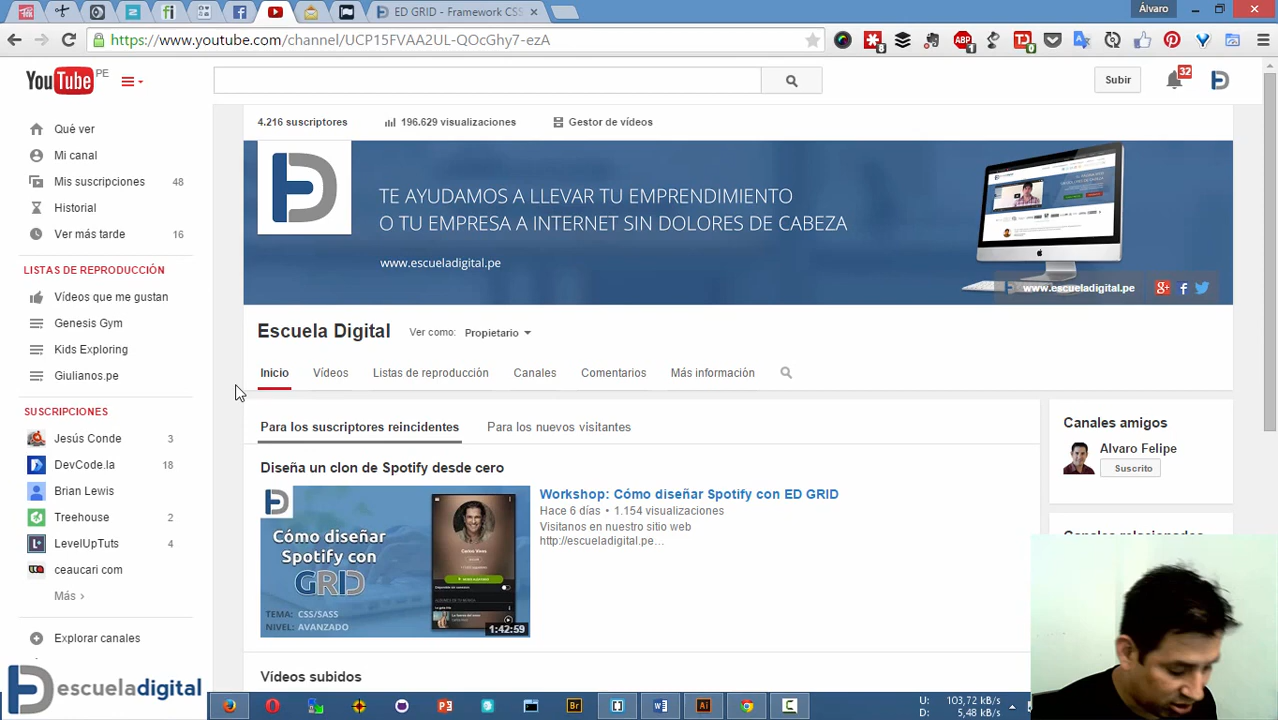 Álvaro
ED GRID - Framework CSS
https://www.youtube.com/channel/UCP15FVAA2UL-QOcGhy7-ezA
YouTube PE
Subir
32
Qué ver
Mi canal
Mis suscripciones 48
Historial
Ver más tarde 16
LISTAS DE REPRODUCCIÓN
Vídeos que me gustan
Genesis Gym
Kids Exploring
Giulianos.pe
SUSCRIPCIONES
Jesús Conde 3
DevCode.la 18
Brian Lewis
Treehouse 2
LevelUpTuts 4
ceaucari com
Más ›
Explorar canales
escueladigital
4.216 suscriptores 196.629 visualizaciones Gestor de vídeos
TE AYUDAMOS A LLEVAR TU EMPRENDIMIENTO
O TU EMPRESA A INTERNET SIN DOLORES DE CABEZA
www.escueladigital.pe
www.escueladigital.pe
Escuela Digital Ver como: Propietario
Inicio Vídeos Listas de reproducción Canales Comentarios Más información
Para los suscriptores reincidentes Para los nuevos visitantes
Diseña un clon de Spotify desde cero
Cómo diseñar
Spotify con
GRID
TEMA: CSS/SASS
NIVEL: AVANZADO
1:42:59
Workshop: Cómo diseñar Spotify con ED GRID
Hace 6 días • 1.154 visualizaciones
Visitanos en nuestro sitio web
http://escueladigital.pe...
Vídeos subidos
Canales amigos
Alvaro Felipe
Suscrito
Canales relacionados
U: 103,72 kB/s
D: 5,48 kB/s